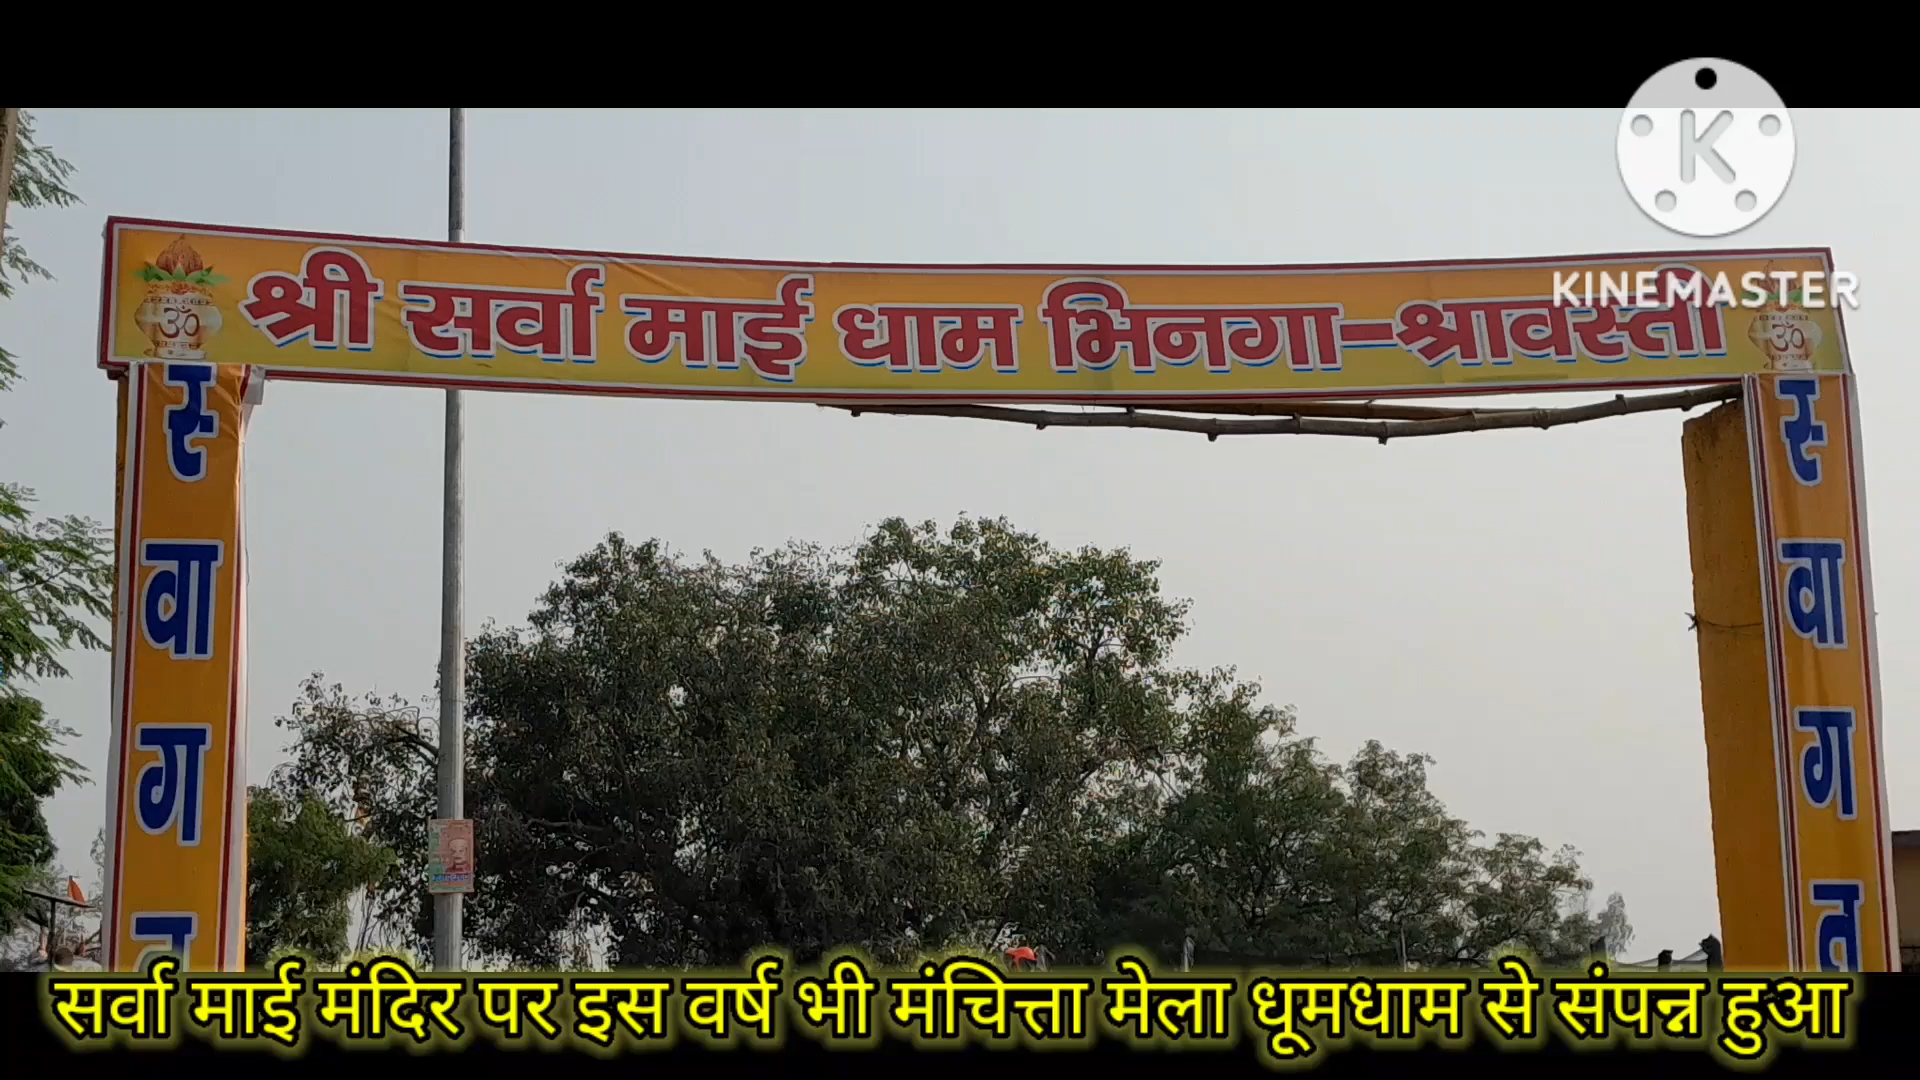 K
KINEMASTER
श्री सर्वा माई धाम भिनगा-श्रावस्ती
ॐ
ॐ
स्वागत
स्वागत
सर्वा माई मंदिर पर इस वर्ष भी मंचित्ता मेला धूमधाम से संपन्न हुआ